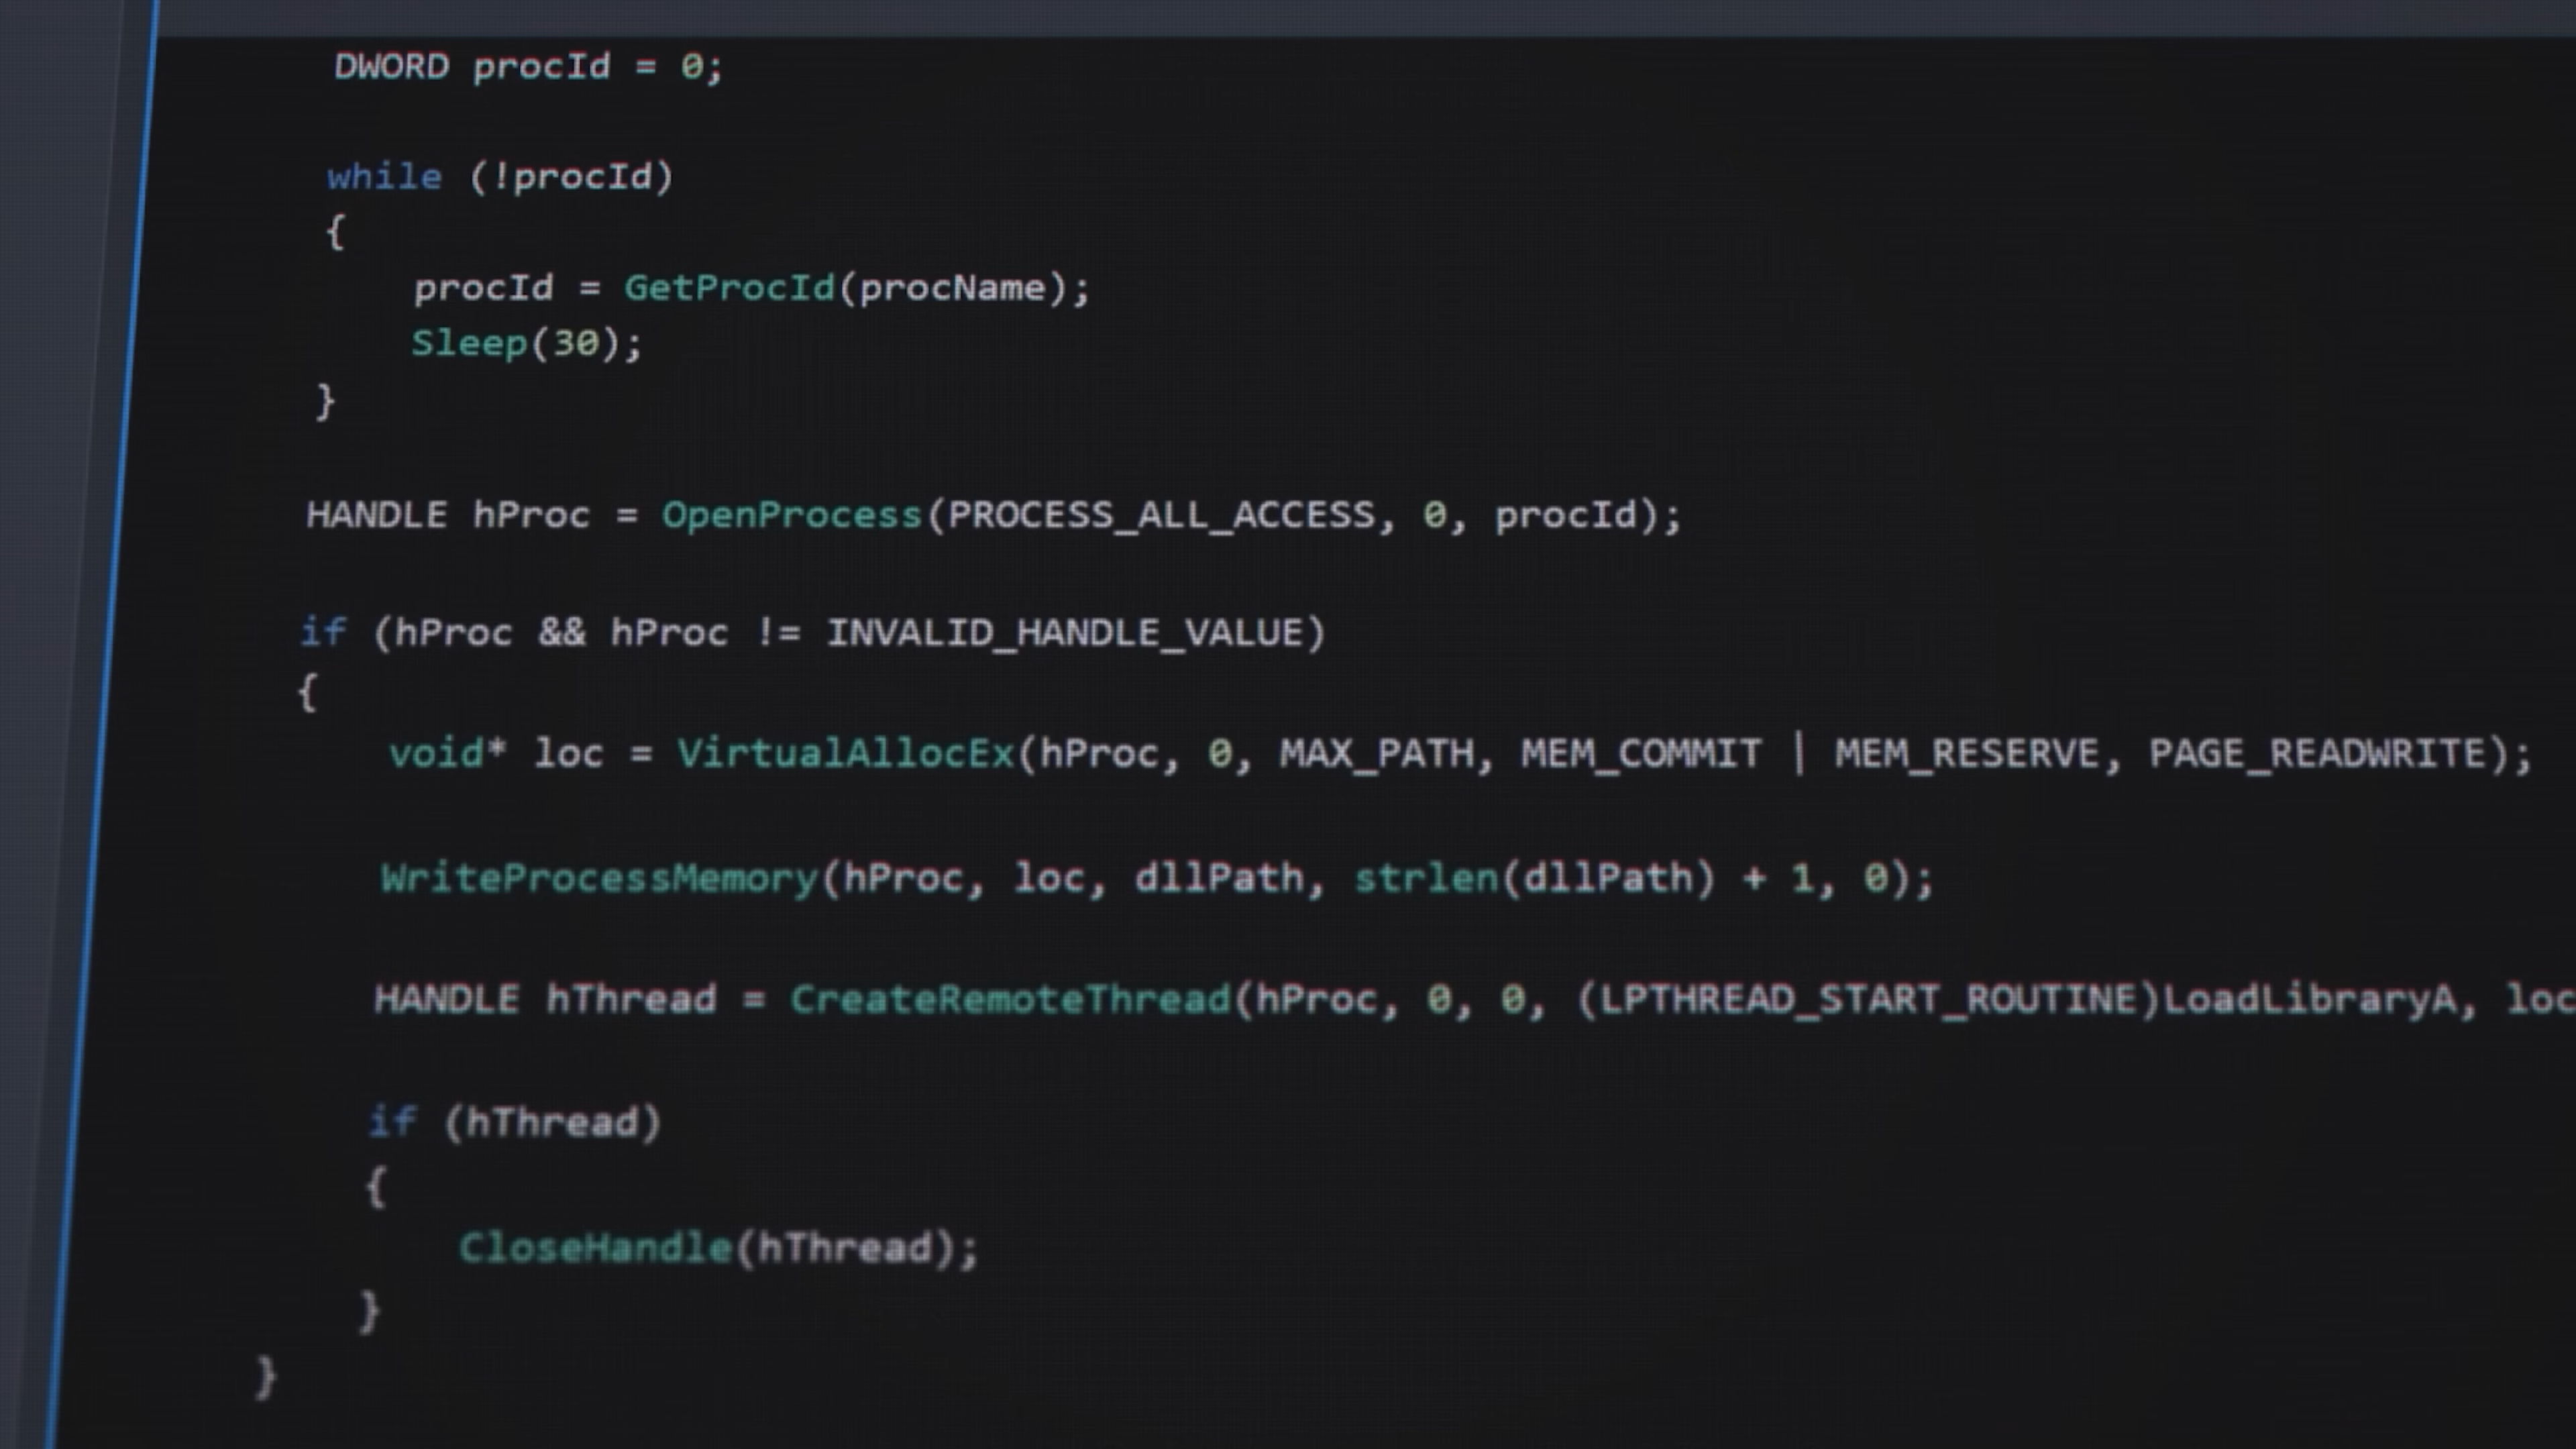 DWORD procId = 0;
while (!procId)
{
procId = GetProcId(procName);
Sleep(30);
}
HANDLE hProc = OpenProcess(PROCESS_ALL_ACCESS, 0, procId);
if (hProc && hProc != INVALID_HANDLE_VALUE)
{
void* loc = VirtualAllocEx(hProc, 0, MAX_PATH, MEM_COMMIT | MEM_RESERVE, PAGE_READWRITE);
WriteProcessMemory(hProc, loc, dllPath, strlen(dllPath) + 1, 0);
HANDLE hThread = CreateRemoteThread(hProc, 0, 0, (LPTHREAD_START_ROUTINE)LoadLibraryA, loc
if (hThread)
{
CloseHandle(hThread);
}
}